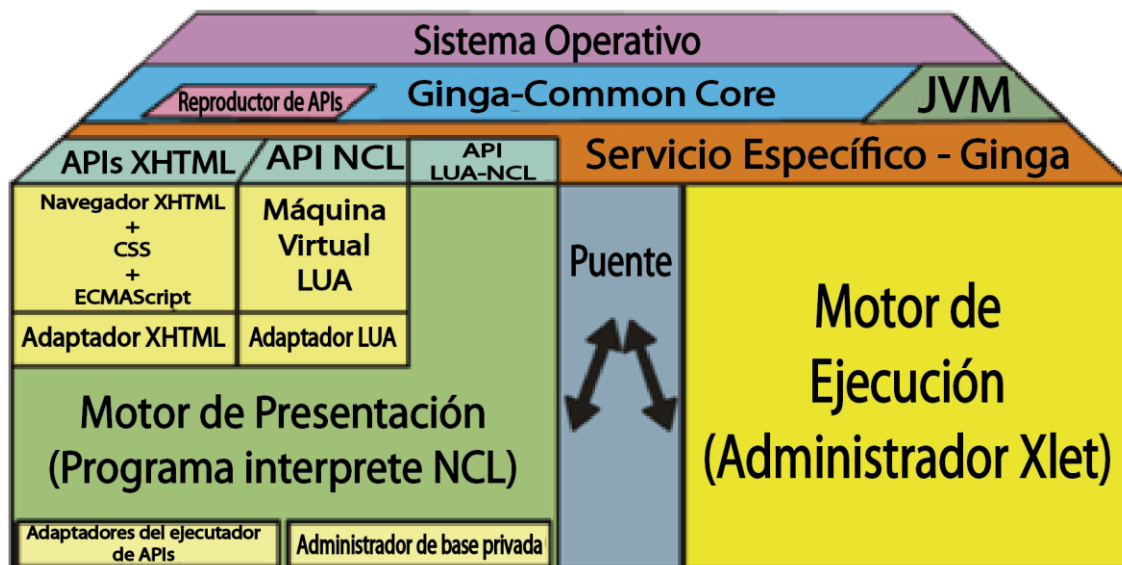 Sistema Operativo
Reproductor de APIs
Ginga-Common Core
JVM
APIs XHTML
API NCL
API
LUA-NCL
Servicio Específico - Ginga
Navegador XHTML
+
CSS
+
ECMAScript
Máquina
Virtual
LUA
Adaptador XHTML
Adaptador LUA
Motor de Presentación
(Programa interprete NCL)
Adaptadores del ejecutador
de APIs
Administrador de base privada
Puente
Motor de
Ejecución
(Administrador Xlet)